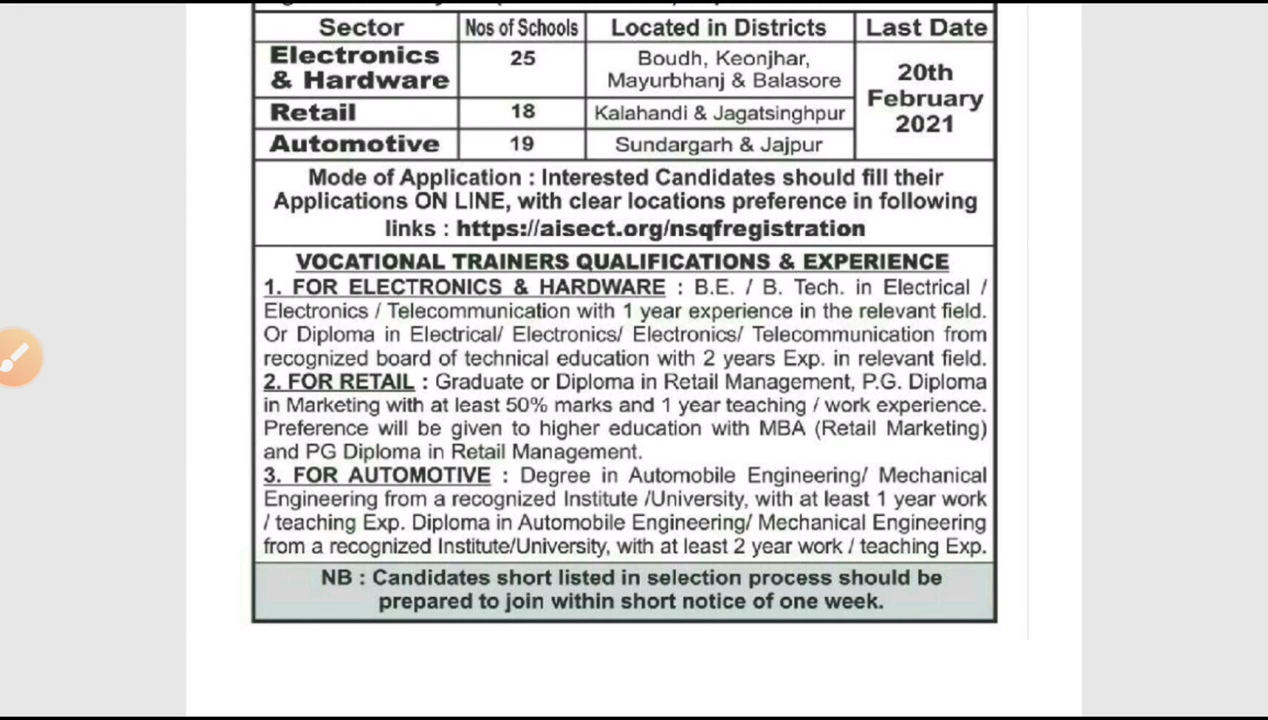 Sector Nos of Schools Located in Districts Last Date
Electronics & Hardware 25 Boudh, Keonjhar, Mayurbhanj & Balasore 20th February 2021
Retail 18 Kalahandi & Jagatsinghpur
Automotive 19 Sundargarh & Jajpur
Mode of Application : Interested Candidates should fill their
Applications ON LINE, with clear locations preference in following
links : https://aisect.org/nsqfregistration
VOCATIONAL TRAINERS QUALIFICATIONS & EXPERIENCE
1. FOR ELECTRONICS & HARDWARE : B.E. / B. Tech. in Electrical /
Electronics / Telecommunication with 1 year experience in the relevant field.
Or Diploma in Electrical/ Electronics/ Electronics/ Telecommunication from
recognized board of technical education with 2 years Exp. in relevant field.
2. FOR RETAIL : Graduate or Diploma in Retail Management, P.G. Diploma
in Marketing with at least 50% marks and 1 year teaching / work experience.
Preference will be given to higher education with MBA (Retail Marketing)
and PG Diploma in Retail Management.
3. FOR AUTOMOTIVE : Degree in Automobile Engineering/ Mechanical
Engineering from a recognized Institute /University, with at least 1 year work
/ teaching Exp. Diploma in Automobile Engineering/ Mechanical Engineering
from a recognized Institute/University, with at least 2 year work / teaching Exp.
NB : Candidates short listed in selection process should be
prepared to join within short notice of one week.